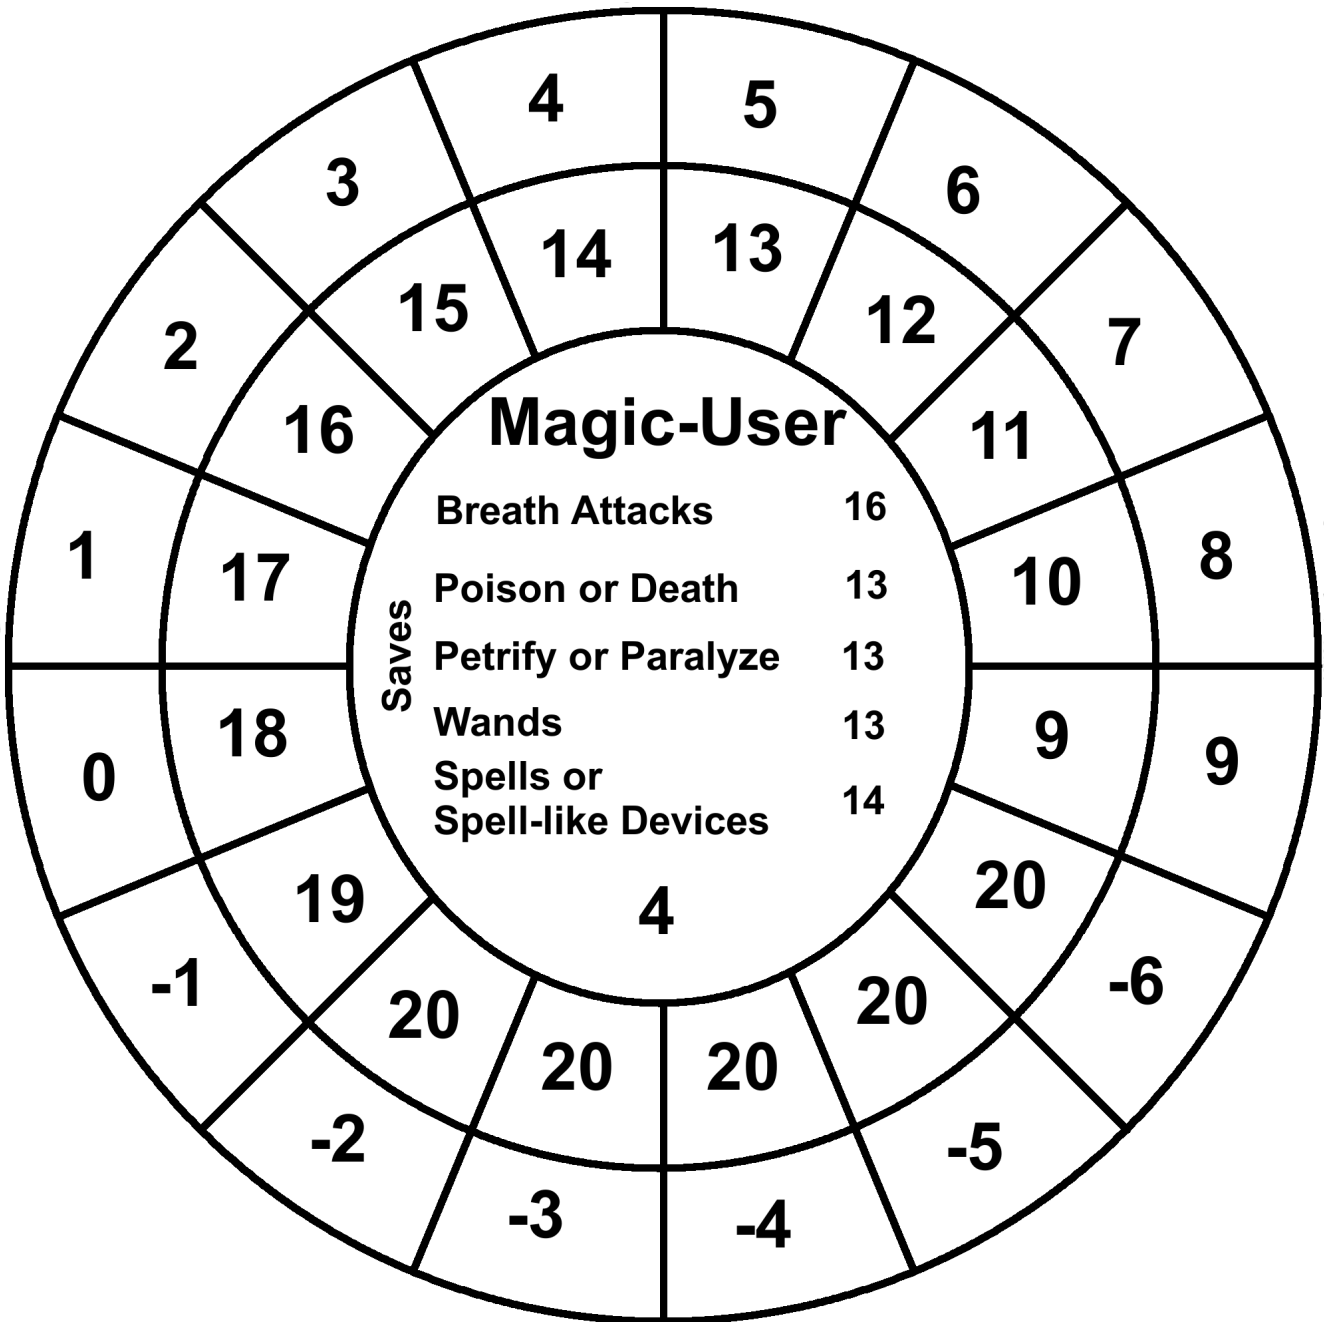 4 5
3 6
2 7
1 8
0 9
-1 -6
-2 -5
-3 -4
14 13
15 12
16 11
17 10
18 9
19 20
20 20
20 20
Magic-User
Saves
Breath Attacks 16
Poison or Death 13
Petrify or Paralyze 13
Wands 13
Spells or
Spell-like Devices 14
4